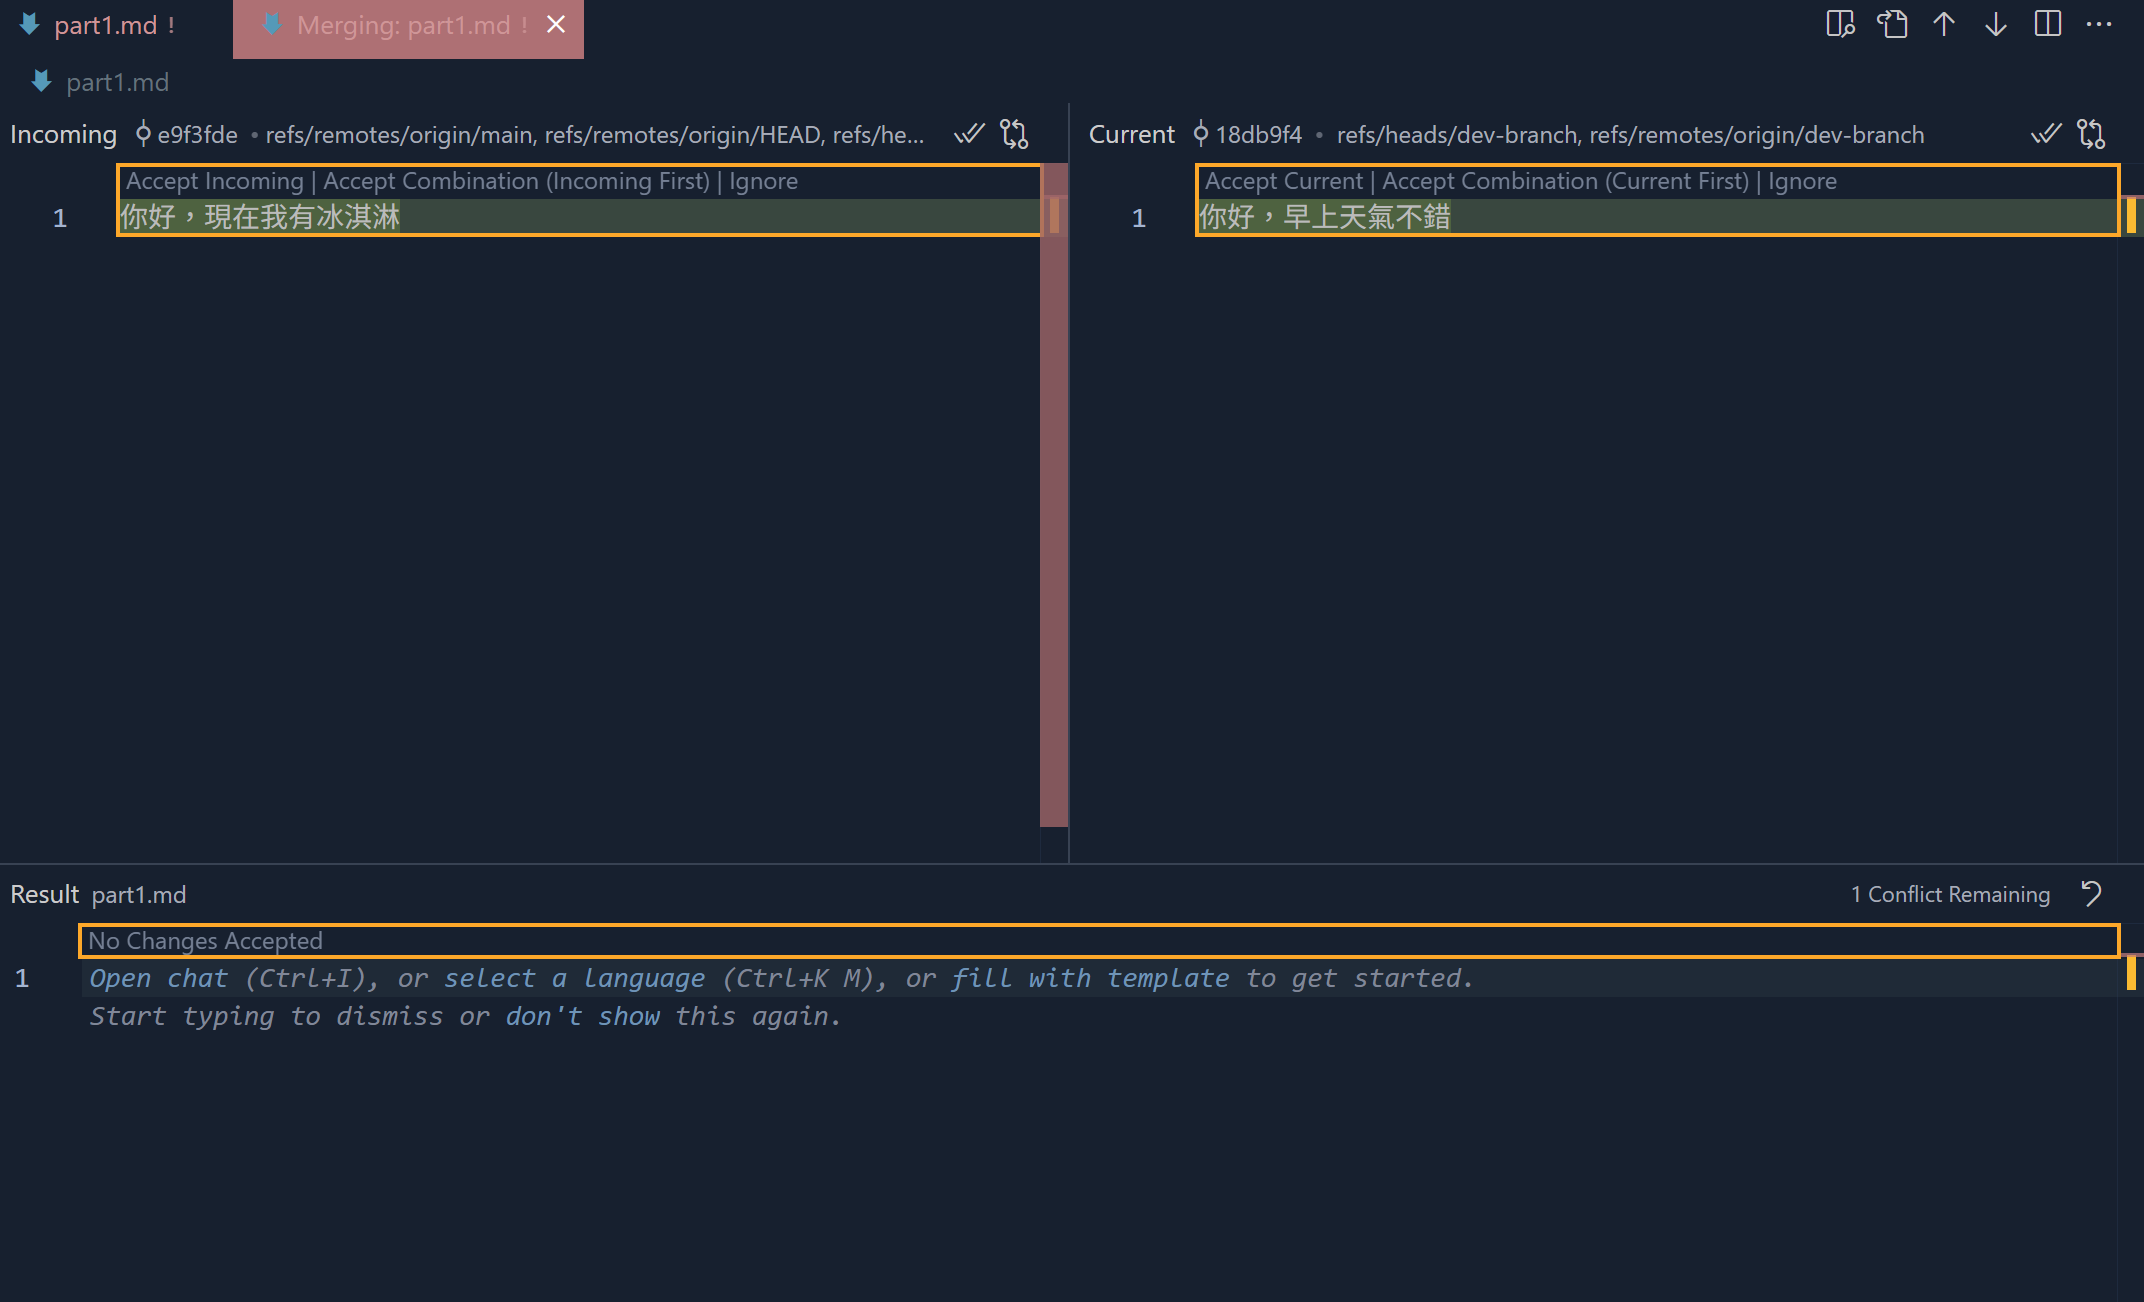 part1.md !
Merging: part1.md !
part1.md
Incoming e9f3fde • refs/remotes/origin/main, refs/remotes/origin/HEAD, refs/he...
Accept Incoming | Accept Combination (Incoming First) | Ignore
1 你好，現在我有冰淇淋
Current 18db9f4 • refs/heads/dev-branch, refs/remotes/origin/dev-branch
Accept Current | Accept Combination (Current First) | Ignore
1 你好，早上天氣不錯
Result part1.md
1 Conflict Remaining
No Changes Accepted
1 Open chat (Ctrl+I), or select a language (Ctrl+K M), or fill with template to get started.
Start typing to dismiss or don't show this again.